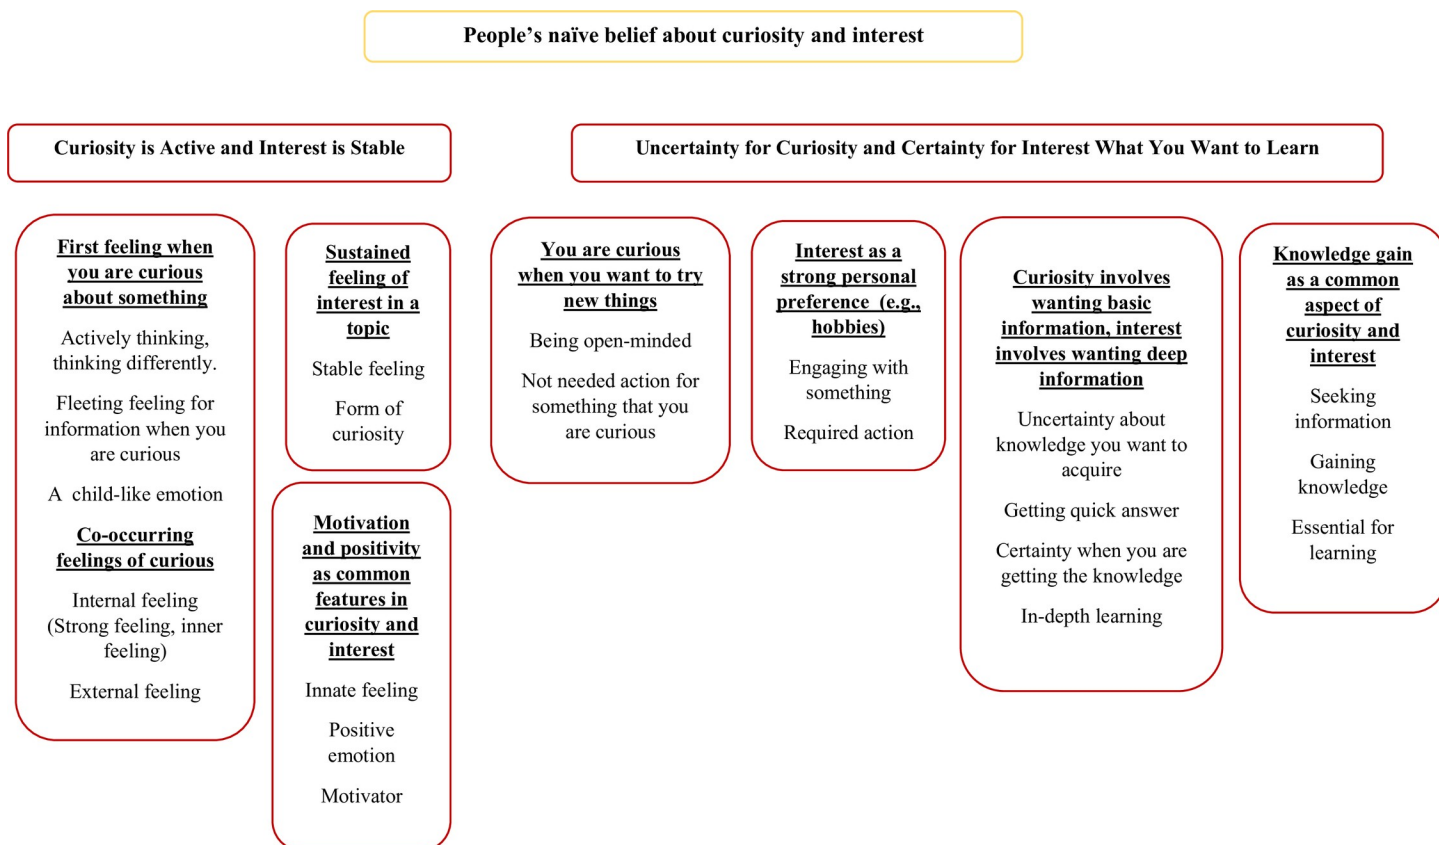 People’s naïve belief about curiosity and interest
Curiosity is Active and Interest is Stable
Uncertainty for Curiosity and Certainty for Interest What You Want to Learn
First feeling when
you are curious
about something
Actively thinking,
thinking differently.
Fleeting feeling for
information when you
are curious
A child-like emotion
Co-occurring
feelings of curious
Internal feeling
(Strong feeling, inner
feeling)
External feeling
Sustained
feeling of
interest in a
topic
Stable feeling
Form of
curiosity
Motivation
and positivity
as common
features in
curiosity and
interest
Innate feeling
Positive
emotion
Motivator
You are curious
when you want to try
new things
Being open-minded
Not needed action for
something that you
are curious
Interest as a
strong personal
preference (e.g.,
hobbies)
Engaging with
something
Required action
Curiosity involves
wanting basic
information, interest
involves wanting deep
information
Uncertainty about
knowledge you want to
acquire
Getting quick answer
Certainty when you are
getting the knowledge
In-depth learning
Knowledge gain
as a common
aspect of
curiosity and
interest
Seeking
information
Gaining
knowledge
Essential for
learning